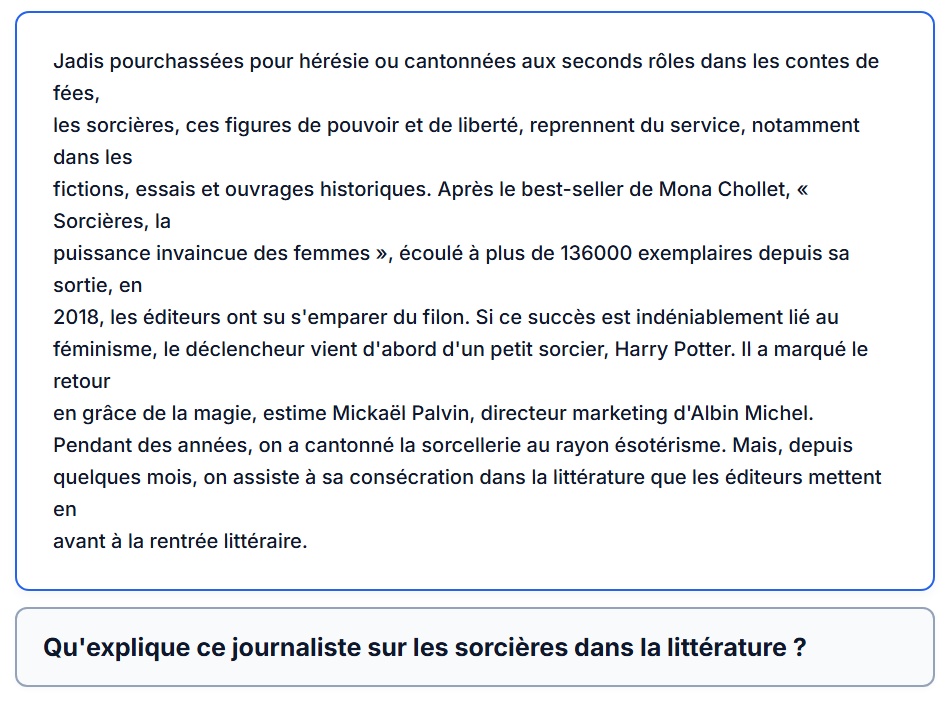 Jadis pourchassées pour hérésie ou cantonnées aux seconds rôles dans les contes de
fées,
les sorcières, ces figures de pouvoir et de liberté, reprennent du service, notamment
dans les
fictions, essais et ouvrages historiques. Après le best-seller de Mona Chollet, «
Sorcières, la
puissance invaincue des femmes », écoulé à plus de 136000 exemplaires depuis sa
sortie, en
2018, les éditeurs ont su s'emparer du filon. Si ce succès est indéniablement lié au
féminisme, le déclencheur vient d'abord d'un petit sorcier, Harry Potter. Il a marqué le
retour
en grâce de la magie, estime Mickaël Palvin, directeur marketing d'Albin Michel.
Pendant des années, on a cantonné la sorcellerie au rayon ésotérisme. Mais, depuis
quelques mois, on assiste à sa consécration dans la littérature que les éditeurs mettent
en
avant à la rentrée littéraire.
Qu'explique ce journaliste sur les sorcières dans la littérature ?